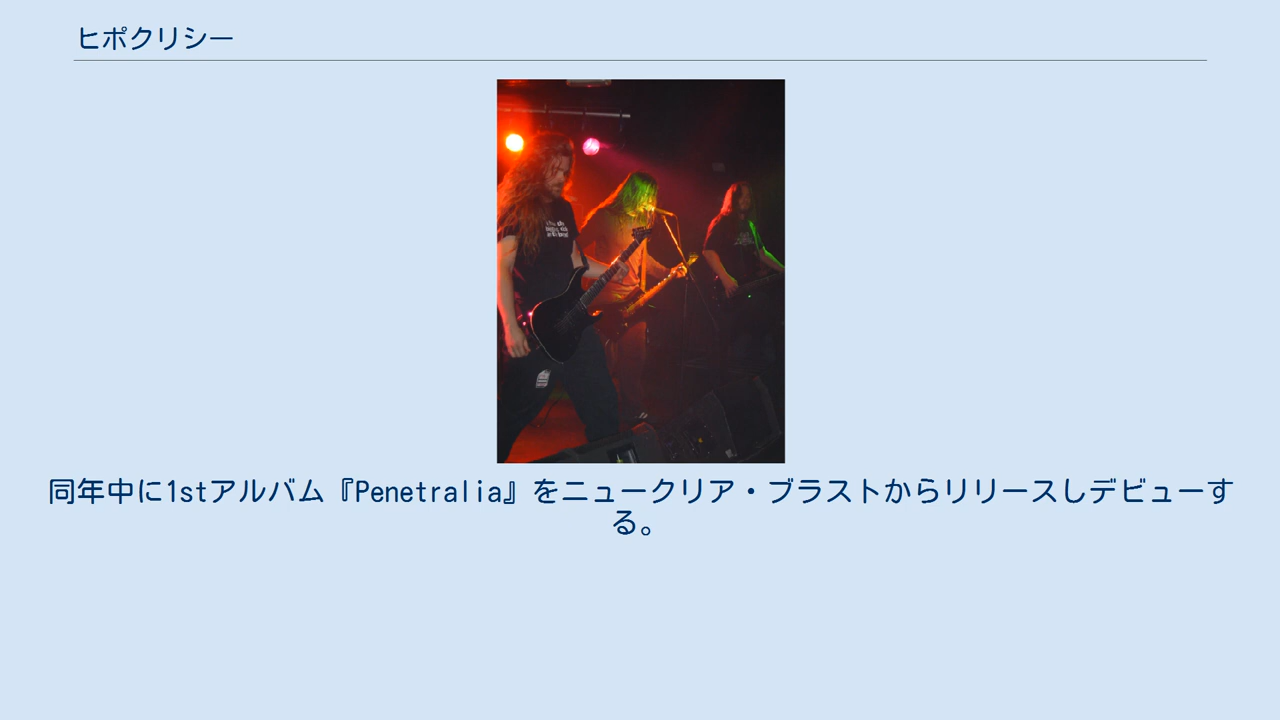 ヒポクリシー
同年中に1stアルバム『Penetralia』をニュークリア・ブラストからリリースしデビューす
る。